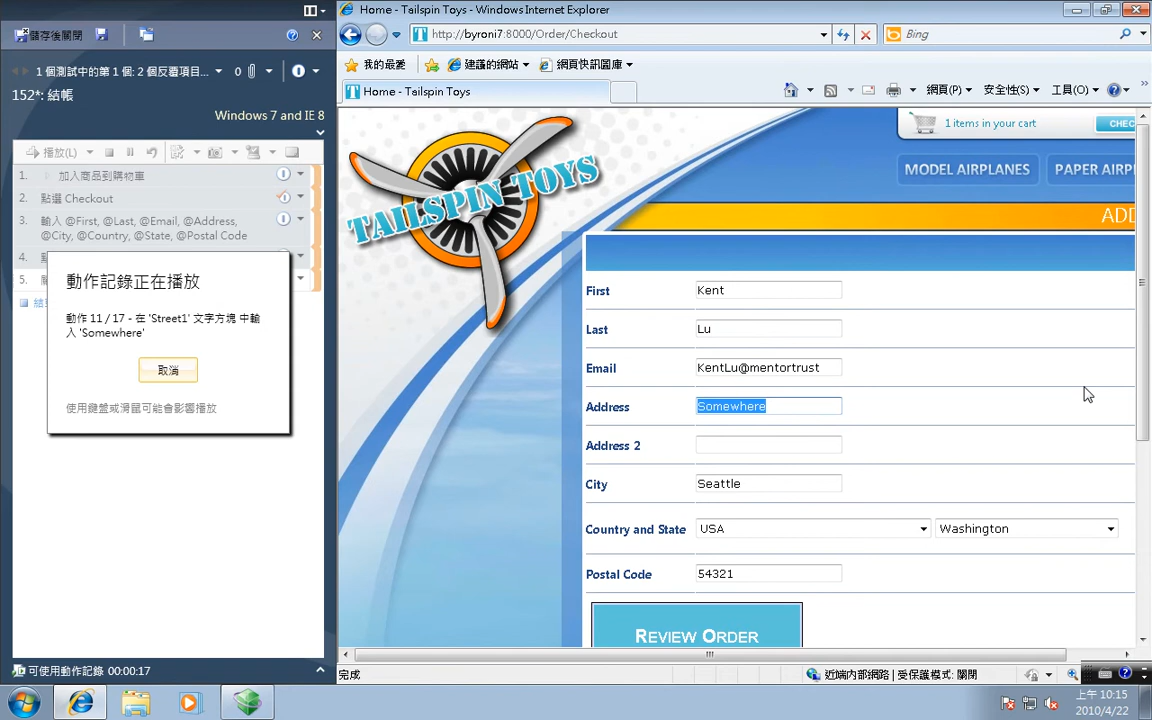 儲存後關閉
1 個測試中的第 1 個: 2 個反覆項目...
0
152*: 結帳
Windows 7 and IE 8
播放(L)
1. 加入商品到購物車
2. 點選 Checkout
3. 輸入 @First, @Last, @Email, @Address,
@City, @Country, @State, @Postal Code
4.
5.
動作記錄正在播放
動作 11 / 17 - 在 'Street1' 文字方塊 中輸
入 'Somewhere'
取消
使用鍵盤或滑鼠可能會影響播放
可使用動作記錄 00:00:17
Home - Tailspin Toys - Windows Internet Explorer
http://byroni7:8000/Order/Checkout
Bing
我的最愛
建議的網站
網頁快訊圖庫
Home - Tailspin Toys
網頁(P)
安全性(S)
工具(O)
1 items in your cart
CHEC
TAILSPIN TOYS
MODEL AIRPLANES
PAPER AIRP
ADD
First
Kent
Last
Lu
Email
KentLu@mentortrust
Address
Somewhere
Address 2
City
Seattle
Country and State
USA
Washington
Postal Code
54321
REVIEW ORDER
完成
近端內部網路 | 受保護模式: 關閉
上午 10:15
2010/4/22